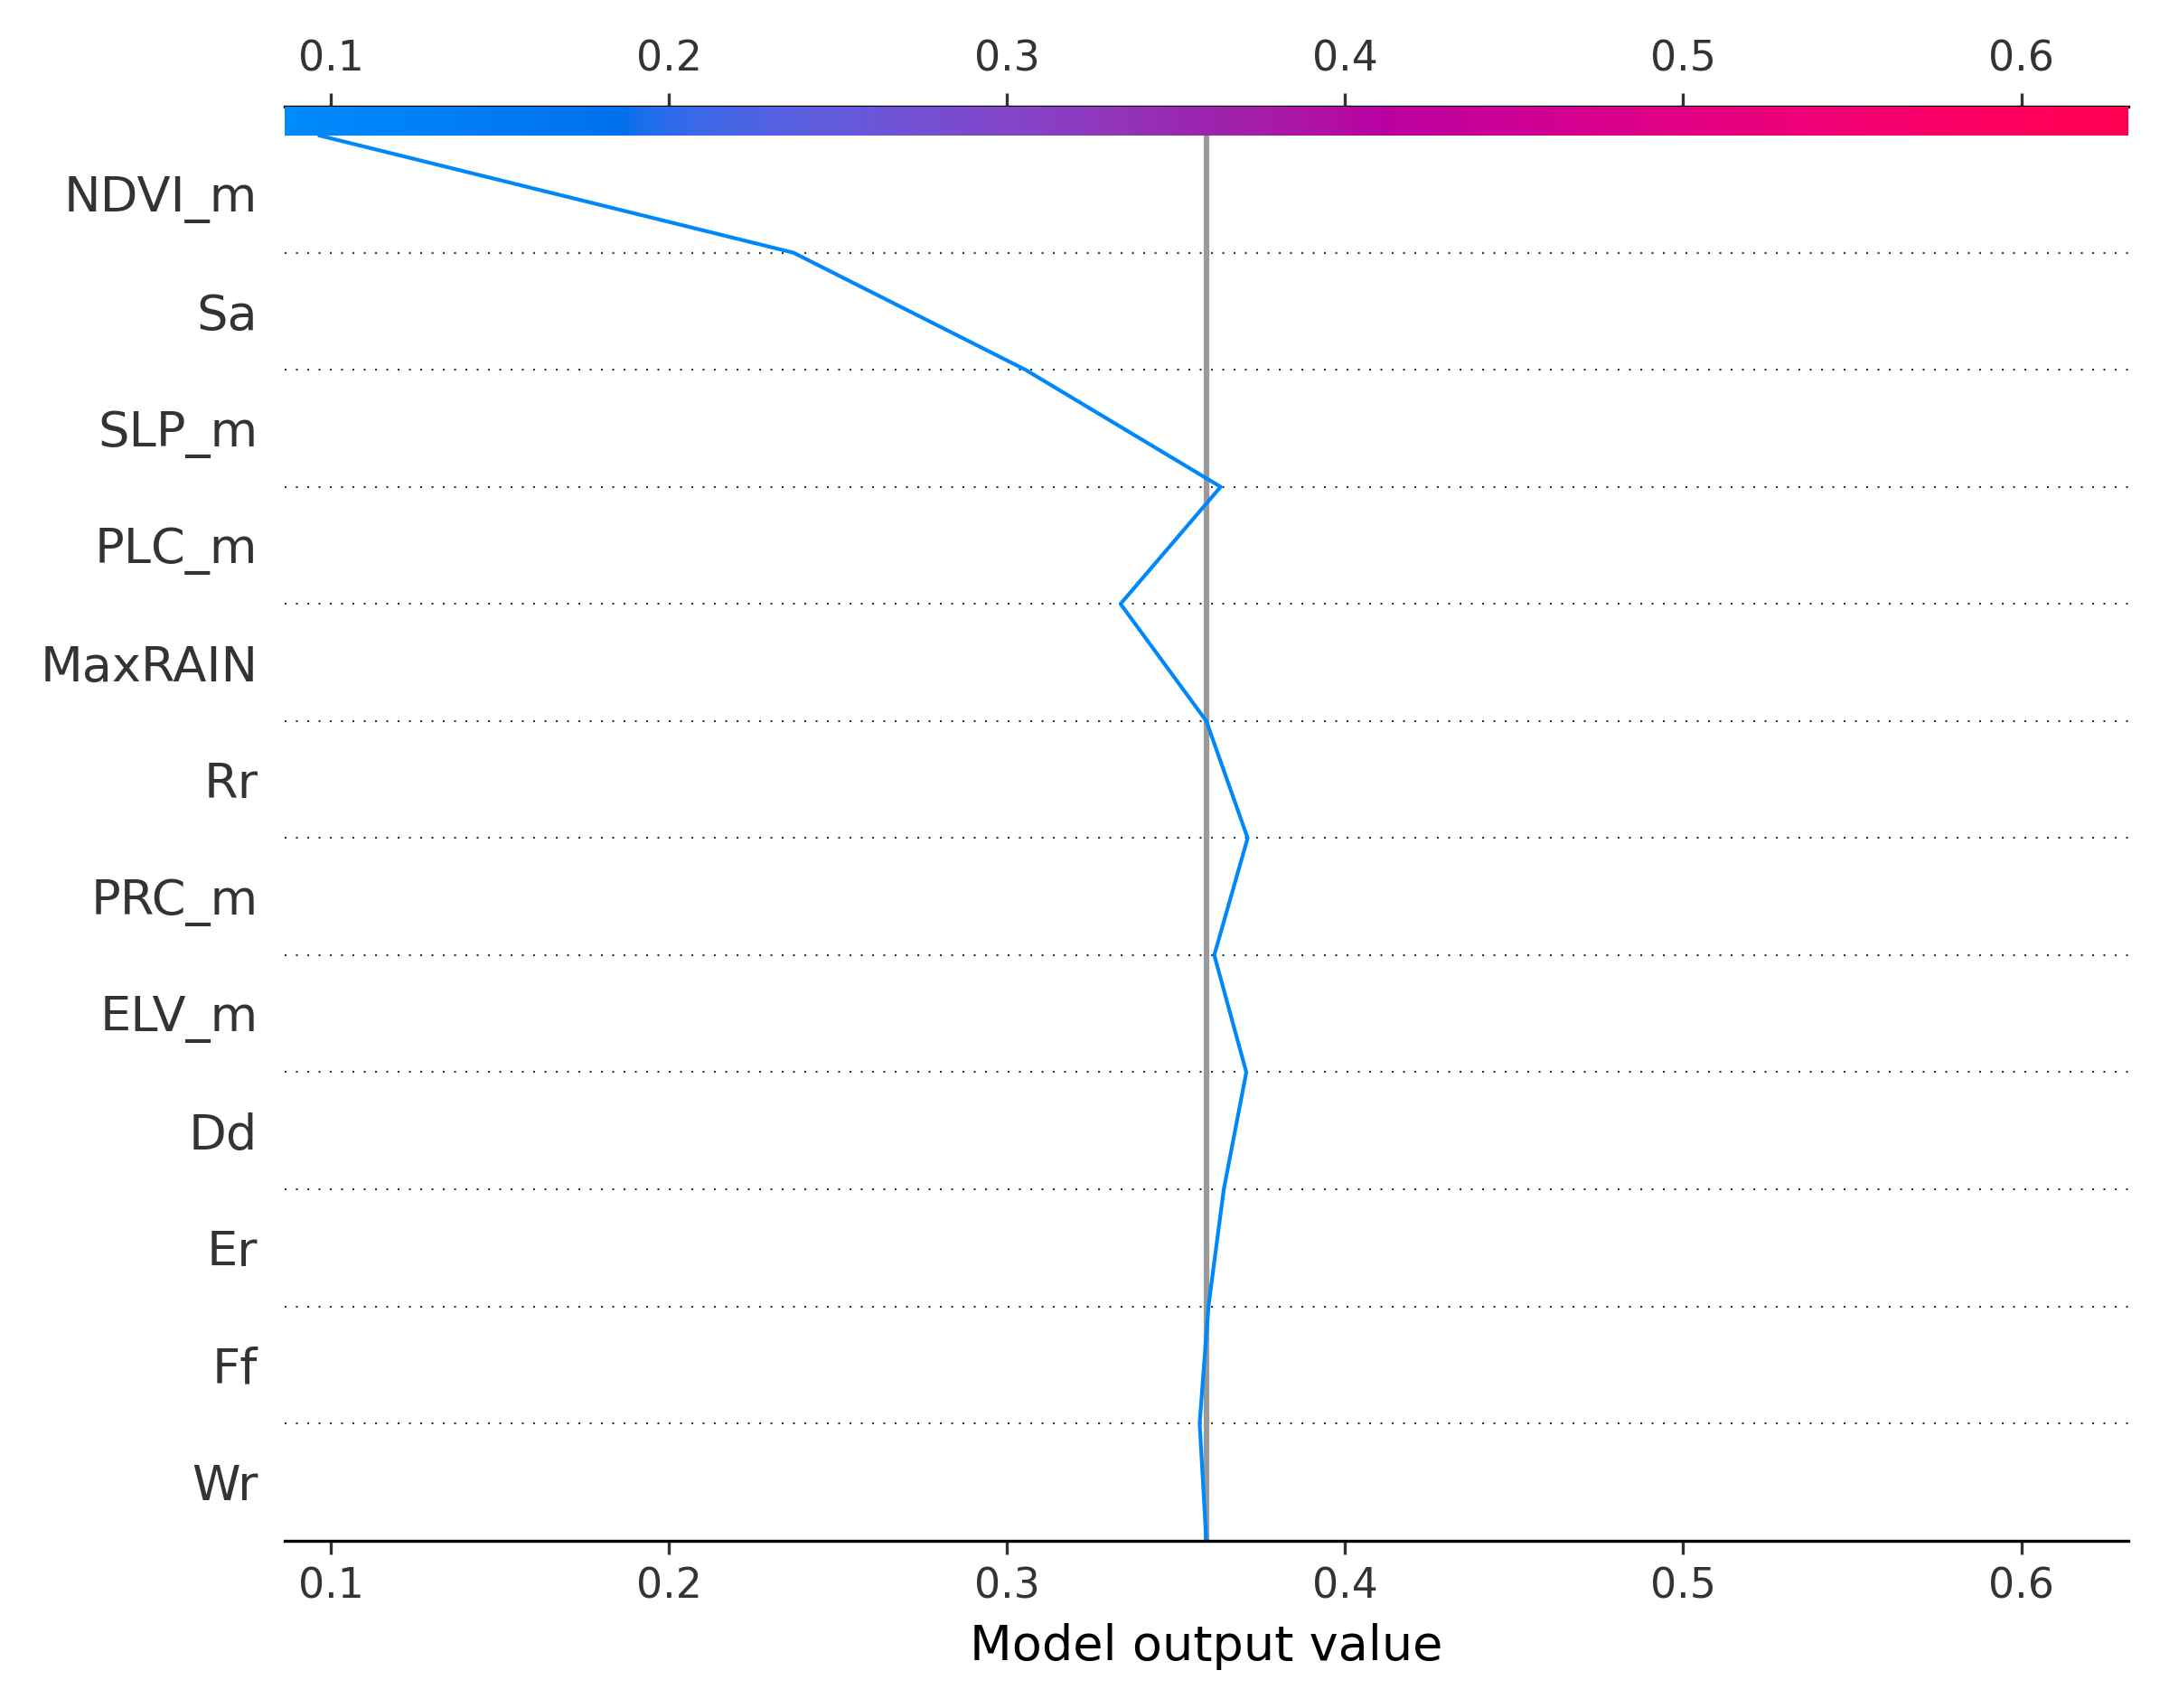 0.1 0.2 0.3 0.4 0.5 0.6
NDVI_m
Sa
SLP_m
PLC_m
MaxRAIN
Rr
PRC_m
ELV_m
Dd
Er
Ff
Wr
0.1 0.2 0.3 0.4 0.5 0.6
Model output value